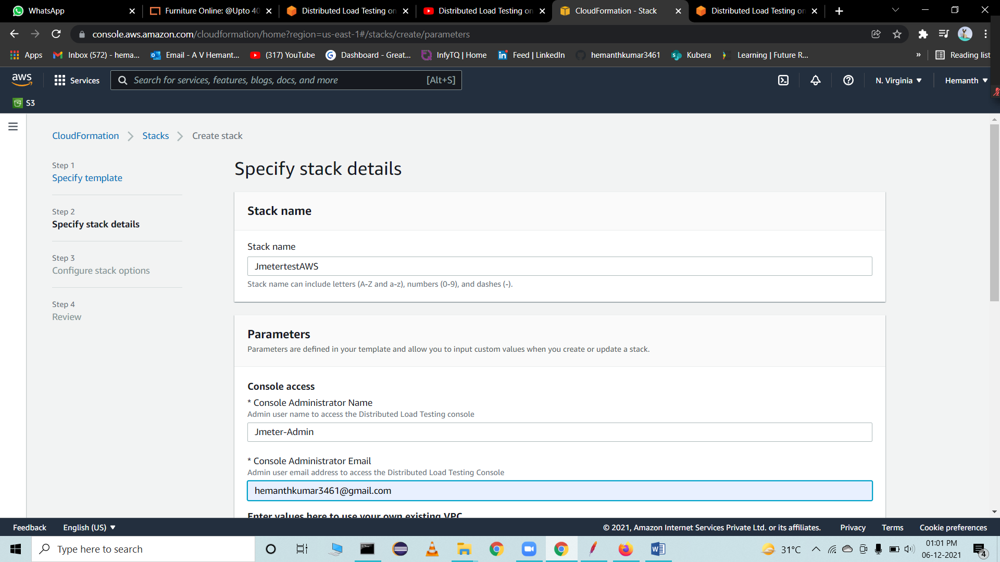 WhatsApp
Furniture Online: @Upto 40
Distributed Load Testing on
Distributed Load Testing on
CloudFormation - Stack
Distributed Load Testing on
console.aws.amazon.com/cloudformation/home?region=us-east-1#/stacks/create/parameters
Apps
Inbox (572) - hema...
Email - A V Hemant...
(317) YouTube
Dashboard - Great...
InfyTQ | Home
Feed | LinkedIn
hemanthkumar3461
Kubera
Learning | Future R...
»
Reading list
aws
Services
Search for services, features, blogs, docs, and more
[Alt+S]
N. Virginia
Hemanth
S3
CloudFormation
Stacks
Create stack
Step 1
Specify template
Step 2
Specify stack details
Step 3
Configure stack options
Step 4
Review
Specify stack details
Stack name
Stack name
JmetertestAWS
Stack name can include letters (A-Z and a-z), numbers (0-9), and dashes (-).
Parameters
Parameters are defined in your template and allow you to input custom values when you create or update a stack.
Console access
* Console Administrator Name
Admin user name to access the Distributed Load Testing console
Jmeter-Admin
* Console Administrator Email
Admin user email address to access the Distributed Load Testing Console
hemanthkumar3461@gmail.com
Enter values here to use your own existing VPC
Feedback
English (US)
© 2021, Amazon Internet Services Private Ltd. or its affiliates.
Privacy
Terms
Cookie preferences
Type here to search
31°C
01:01 PM
06-12-2021
4